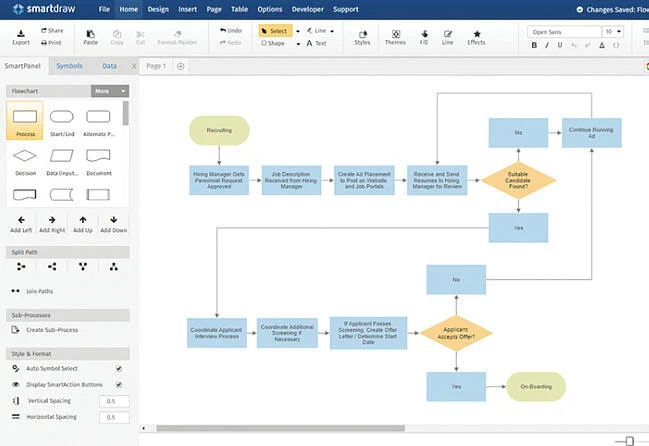 smartdraw
File Home Design Insert Page Table Options Developer Support
Changes Saved: Flow
Export
Share
Print
Paste
Copy
Cut
Format Painter
Undo
Redo
Select
Shape
Line
A Text
Styles
Themes
Fill
Line
Effects
Open Sans
10
B I U
SmartPanel Symbols Data X
Page 1
Flowchart
More
Process
Start/End
Alternate P...
Decision
Data (Input...
Document
Add Left
Add Right
Add Up
Add Down
Split Path
Join Paths
Sub-Processes
Create Sub-Process
Style & Format
Auto Symbol Select
Display SmartAction Buttons
Vertical Spacing 0.5
Horizontal Spacing 0.5
Recruiting
Hiring Manager Gets
Personnel Request
Approved
Job Description
Received from Hiring
Manager
Create Ad Placement
to Post on Website
and Job Portals
Receive and Send
Resumes to Hiring
Manager for Review
Suitable
Candidate
Found?
No
Continue Running
Ad
Yes
Coordinate Applicant
Interview Process
Coordinate Additional
Screening if
Necessary
If Applicant Passes
Screening, Create Offer
Letter / Determine Start
Date
Applicant
Accepts Offer?
No
Yes
On-Boarding